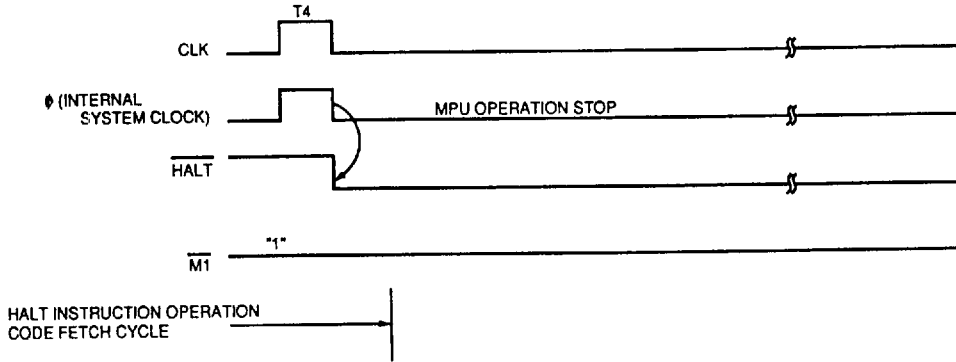 T4
CLK
ϕ (INTERNAL
SYSTEM CLOCK)
MPU OPERATION STOP
HALT
"1"
M1
HALT INSTRUCTION OPERATION
CODE FETCH CYCLE